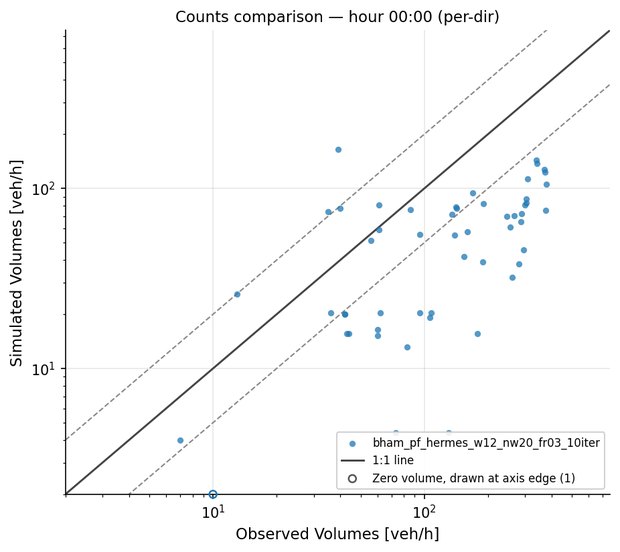 Counts comparison — hour 00:00 (per-dir)
Simulated Volumes [veh/h]
10²
10¹
bham_pf_hermes_w12_nw20_fr03_10iter
1:1 line
Zero volume, drawn at axis edge (1)
10¹
10²
Observed Volumes [veh/h]